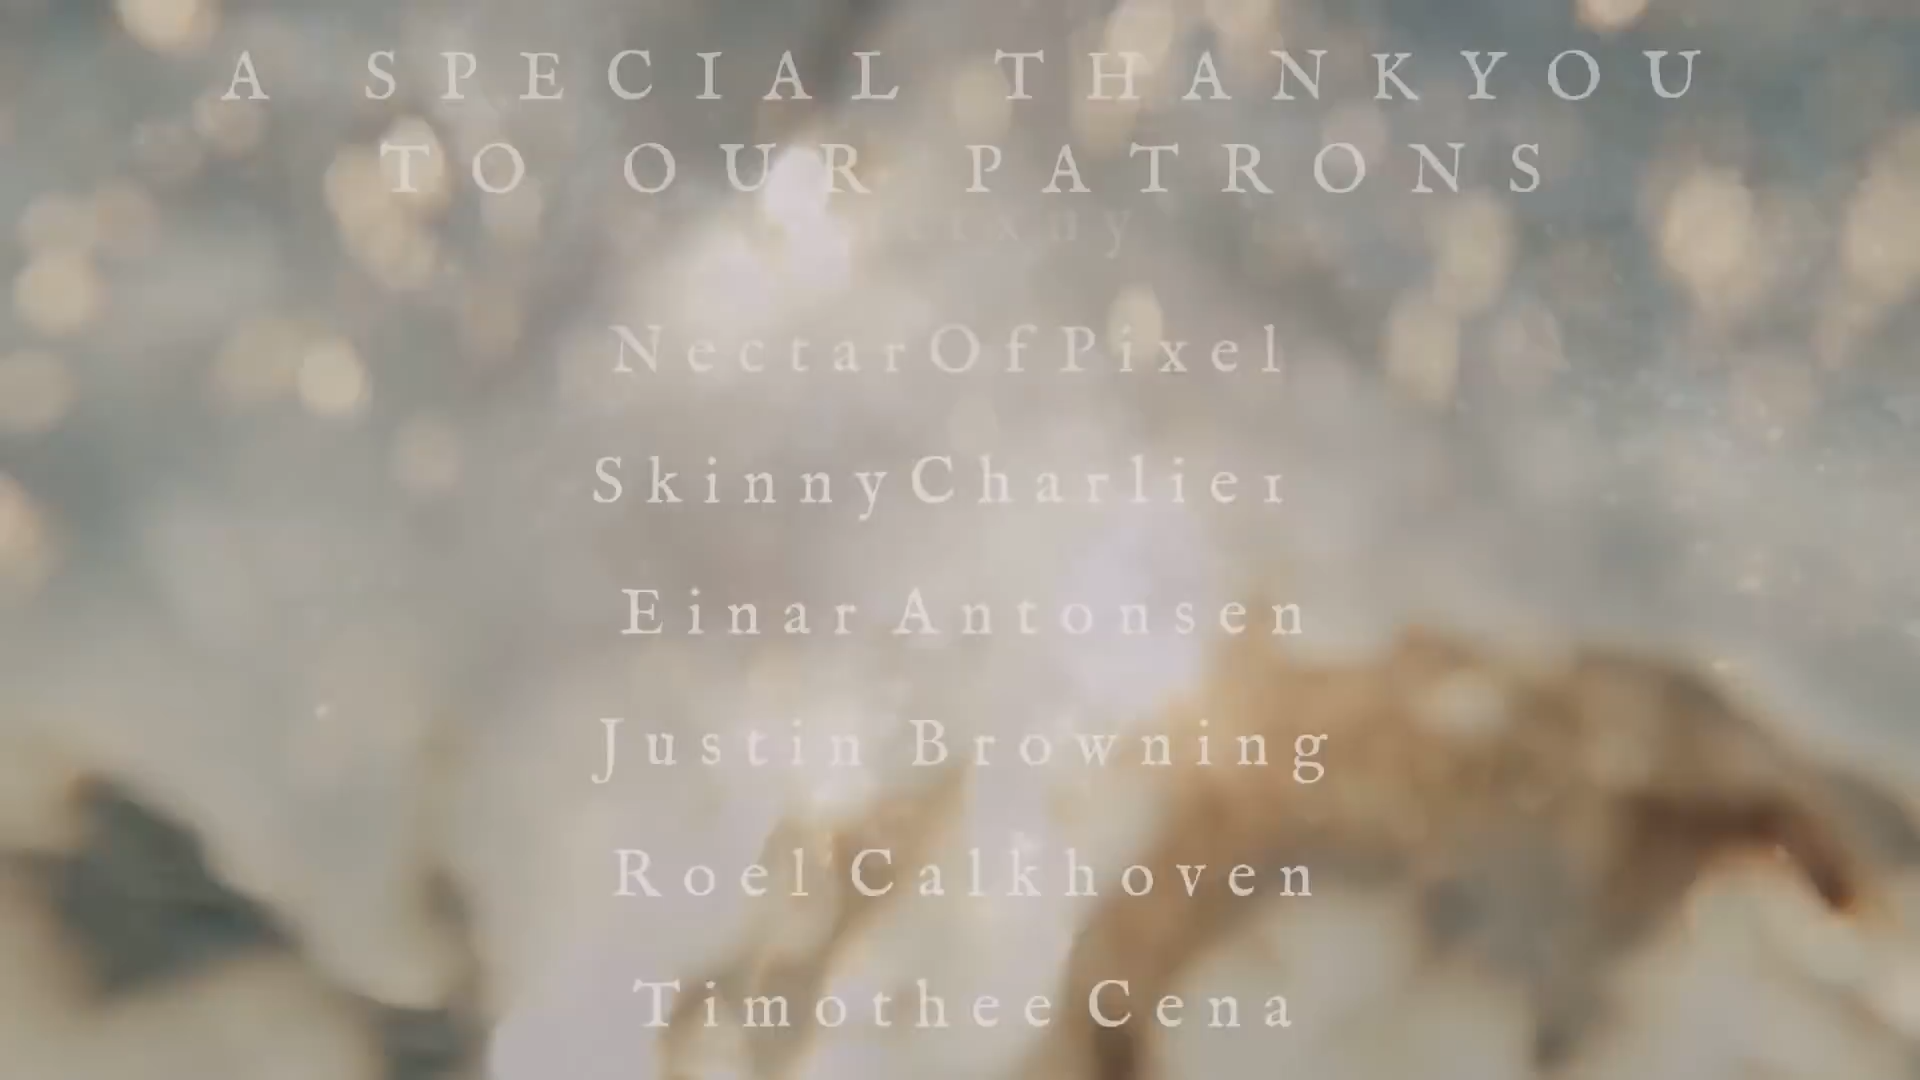 A SPECIAL THANKYOU
TO OUR PATRONS
NectarOfPixel
SkinnyCharlier
Einar Antonsen
Justin Browning
Roel Calkhoven
Timothee Cena